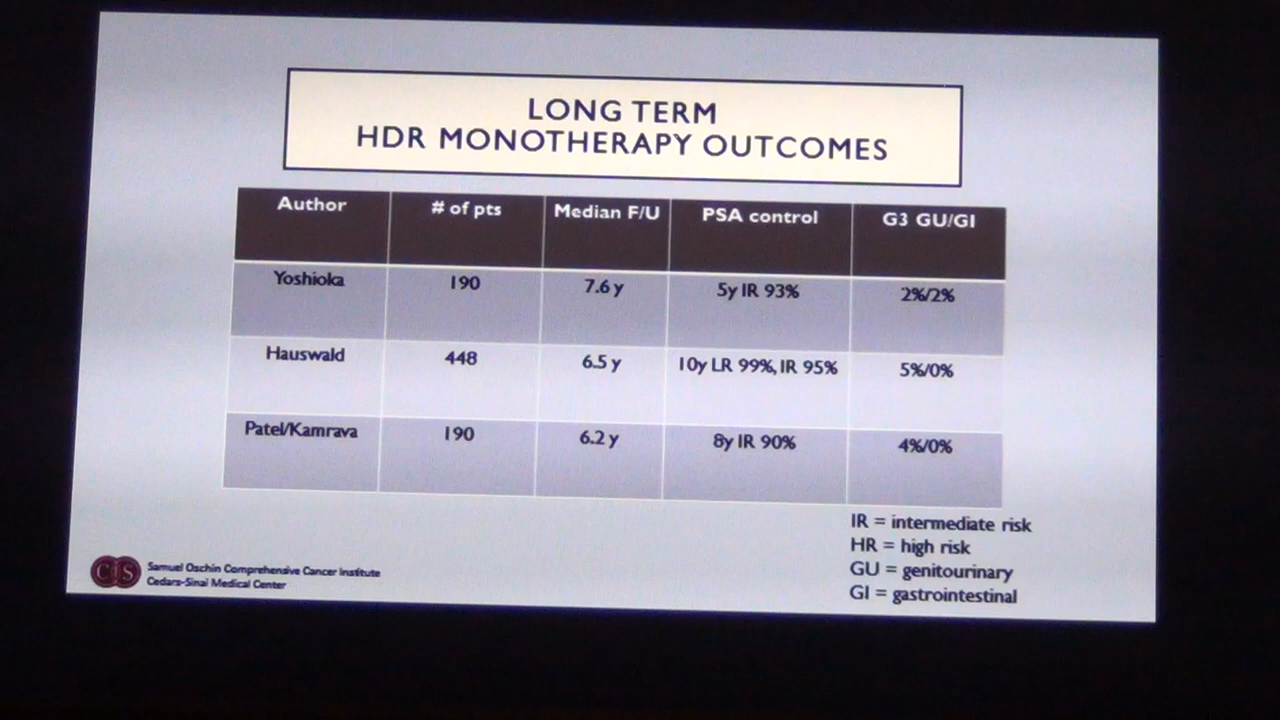 LONG TERM
HDR MONOTHERAPY OUTCOMES
Author # of pts Median F/U PSA control G3 GU/GI
Yoshioka 190 7.6 y 5y IR 93% 2%/2%
Hauswald 448 6.5 y 10y LR 99%, IR 95% 5%/0%
Patel/Kamrava 190 6.2 y 8y IR 90% 4%/0%
IR = intermediate risk
HR = high risk
GU = genitourinary
GI = gastrointestinal
CIS
Samuel Oschin Comprehensive Cancer Institute
Cedars-Sinai Medical Center